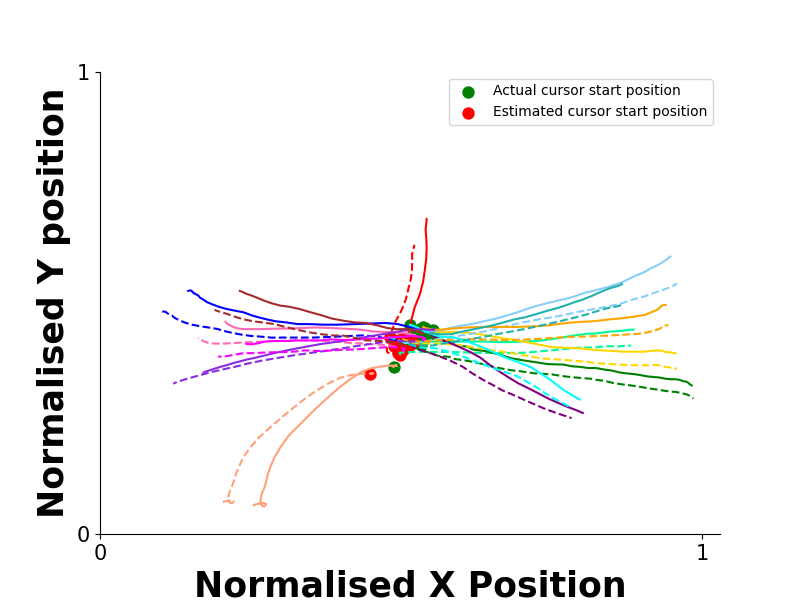 Normalised Y position
1
0
Actual cursor start position
Estimated cursor start position
0
1
Normalised X Position